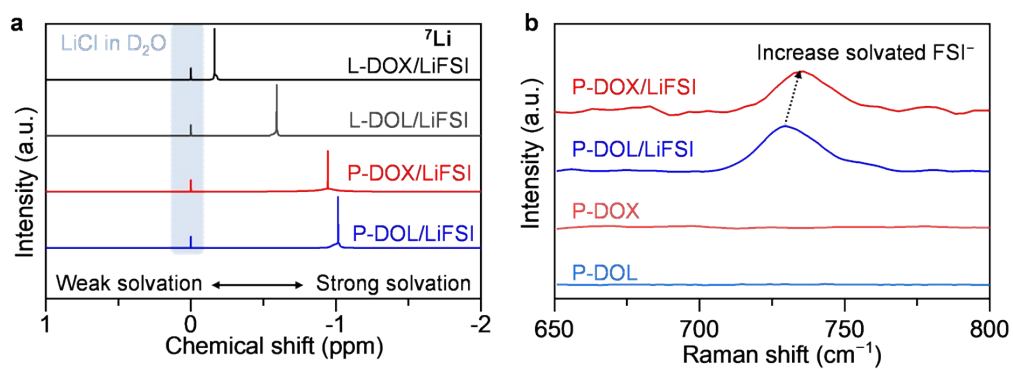 a
LiCl in D₂O
⁷Li
L-DOX/LiFSI
L-DOL/LiFSI
P-DOX/LiFSI
P-DOL/LiFSI
Weak solvation
Strong solvation
Intensity (a.u.)
1 0 -1 -2
Chemical shift (ppm)
b
Increase solvated FSI⁻
P-DOX/LiFSI
P-DOL/LiFSI
P-DOX
P-DOL
Intensity (a.u.)
650 700 750 800
Raman shift (cm⁻¹)